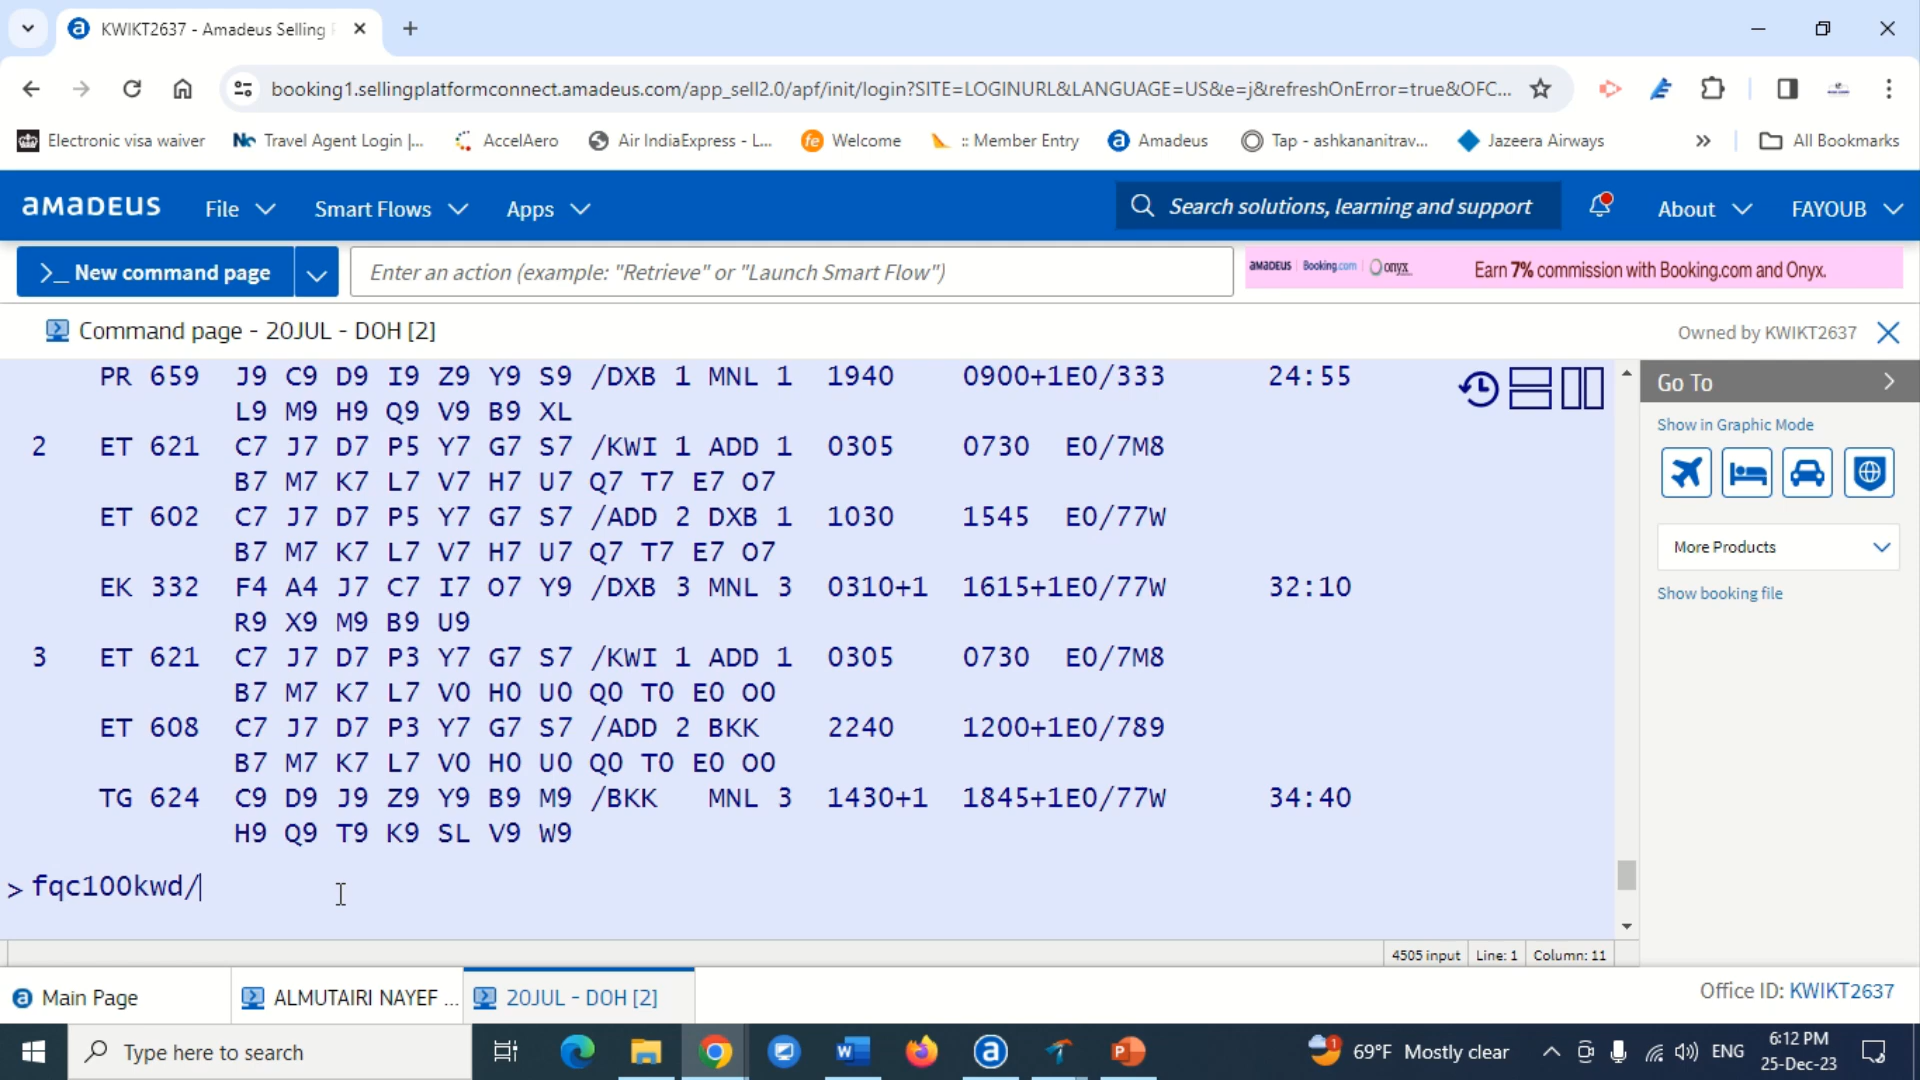 KWIKT2637 - Amadeus Selling
booking1.sellingplatformconnect.amadeus.com/app_sell2.0/apf/init/login?SITE=LOGINURL&LANGUAGE=US&e=j&refreshOnError=true&OFC...
Electronic visa waiver Travel Agent Login |... AccelAero Air IndiaExpress - L... Welcome :: Member Entry Amadeus Tap - ashkananitrav... Jazeera Airways » All Bookmarks
amadeus File Smart Flows Apps Search solutions, learning and support About FAYOUB
>_ New command page Enter an action (example: "Retrieve" or "Launch Smart Flow") amadeus | Booking.com | Onyx Earn 7% commission with Booking.com and Onyx.
Command page - 20JUL - DOH [2] Owned by KWIKT2637
PR 659 J9 C9 D9 I9 Z9 Y9 S9 /DXB 1 MNL 1 1940 0900+1E0/333 24:55
L9 M9 H9 Q9 V9 B9 XL
2 ET 621 C7 J7 D7 P5 Y7 G7 S7 /KWI 1 ADD 1 0305 0730 E0/7M8
B7 M7 K7 L7 V7 H7 U7 Q7 T7 E7 O7
ET 602 C7 J7 D7 P5 Y7 G7 S7 /ADD 2 DXB 1 1030 1545 E0/77W
B7 M7 K7 L7 V7 H7 U7 Q7 T7 E7 O7
EK 332 F4 A4 J7 C7 I7 O7 Y9 /DXB 3 MNL 3 0310+1 1615+1E0/77W 32:10
R9 X9 M9 B9 U9
3 ET 621 C7 J7 D7 P3 Y7 G7 S7 /KWI 1 ADD 1 0305 0730 E0/7M8
B7 M7 K7 L7 V0 H0 U0 Q0 T0 E0 O0
ET 608 C7 J7 D7 P3 Y7 G7 S7 /ADD 2 BKK 2240 1200+1E0/789
B7 M7 K7 L7 V0 H0 U0 Q0 T0 E0 O0
TG 624 C9 D9 J9 Z9 Y9 B9 M9 /BKK MNL 3 1430+1 1845+1E0/77W 34:40
H9 Q9 T9 K9 SL V9 W9
> fqc100kwd/
Go To
Show in Graphic Mode
More Products
Show booking file
4505 input Line: 1 Column: 11
Main Page ALMUTAIRI NAYEF ... 20JUL - DOH [2] Office ID: KWIKT2637
Type here to search 69°F Mostly clear ENG 6:12 PM
25-Dec-23